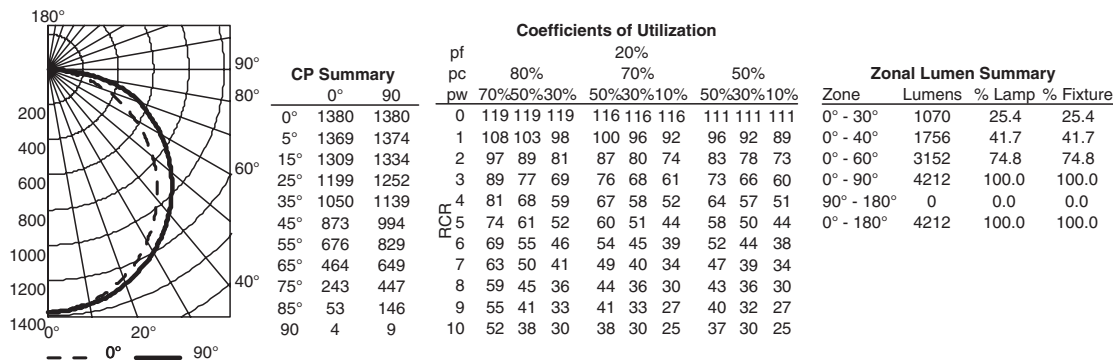 180°
90°
80°
60°
40°
200
400
600
800
1000
1200
1400
0° 20°
0° 90°
CP Summary
0° 90
0° 1380 1380
5° 1369 1374
15° 1309 1334
25° 1199 1252
35° 1050 1139
45° 873 994
55° 676 829
65° 464 649
75° 243 447
85° 53 146
90 4 9
Coefficients of Utilization
pf 20%
pc 80% 70% 50%
pw 70%50%30% 50%30%10% 50%30%10%
RCR
0 119 119 119 116 116 116 111 111 111
1 108 103 98 100 96 92 96 92 89
2 97 89 81 87 80 74 83 78 73
3 89 77 69 76 68 61 73 66 60
4 81 68 59 67 58 52 64 57 51
5 74 61 52 60 51 44 58 50 44
6 69 55 46 54 45 39 52 44 38
7 63 50 41 49 40 34 47 39 34
8 59 45 36 44 36 30 43 36 30
9 55 41 33 41 33 27 40 32 27
10 52 38 30 38 30 25 37 30 25
Zonal Lumen Summary
Zone Lumens % Lamp % Fixture
0° - 30° 1070 25.4 25.4
0° - 40° 1756 41.7 41.7
0° - 60° 3152 74.8 74.8
0° - 90° 4212 100.0 100.0
90° - 180° 0 0.0 0.0
0° - 180° 4212 100.0 100.0